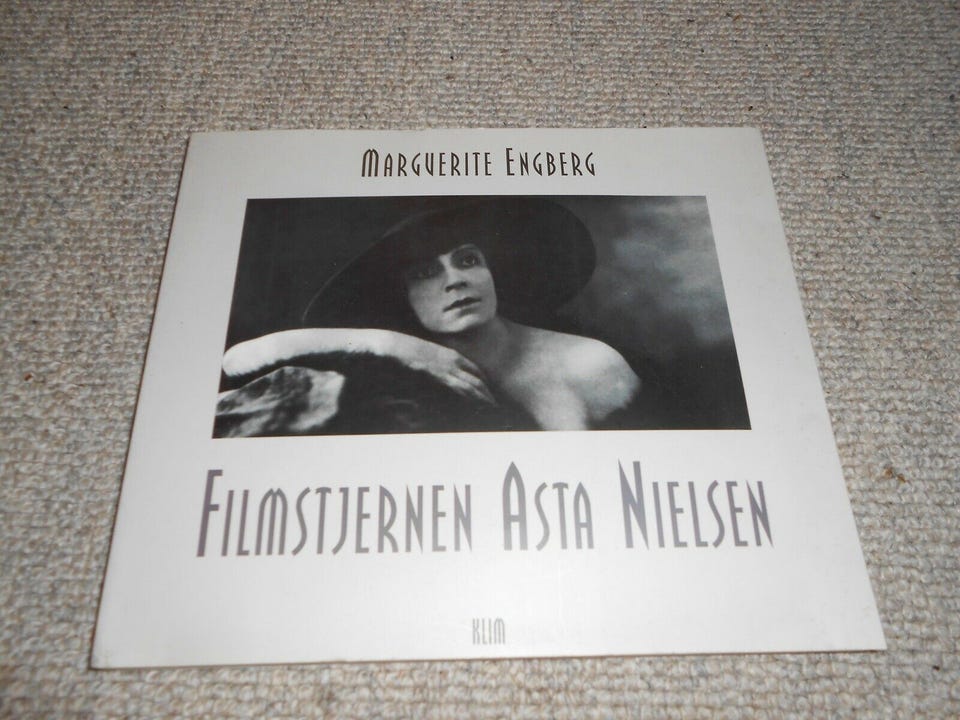 MARGUERITE ENGBERG
FILMSTJERNEN ASTA NIELSEN
KLIM